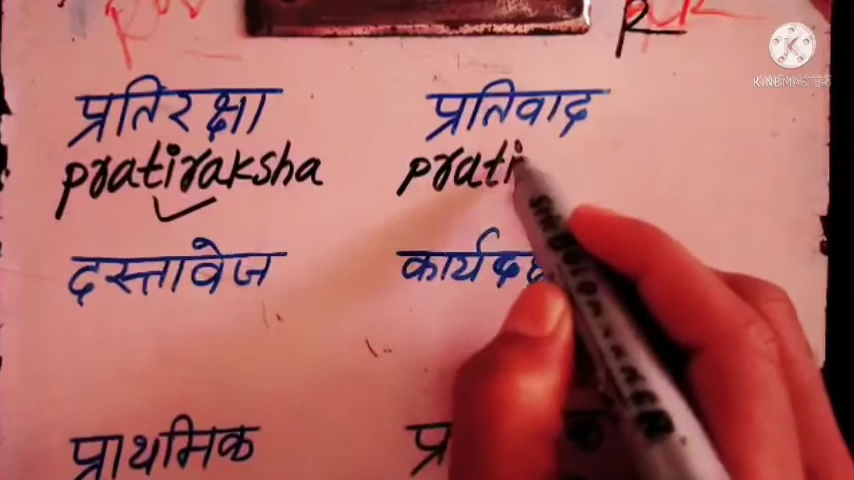 प्रतिरक्षा प्रतिवाद
pratiraksha prati
दस्तावेज
प्राथमिक
KINEMASTER